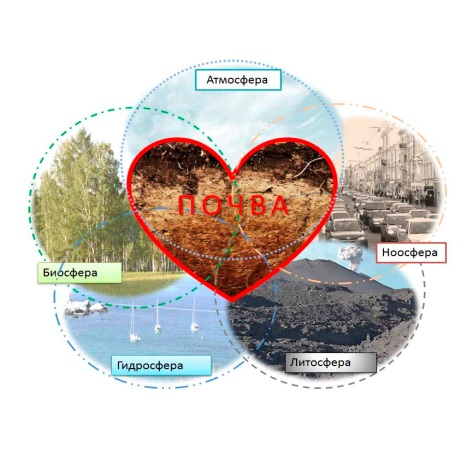 Атмосфера
ПОЧВА
Ноосфера
Биосфера
Гидросфера
Литосфера